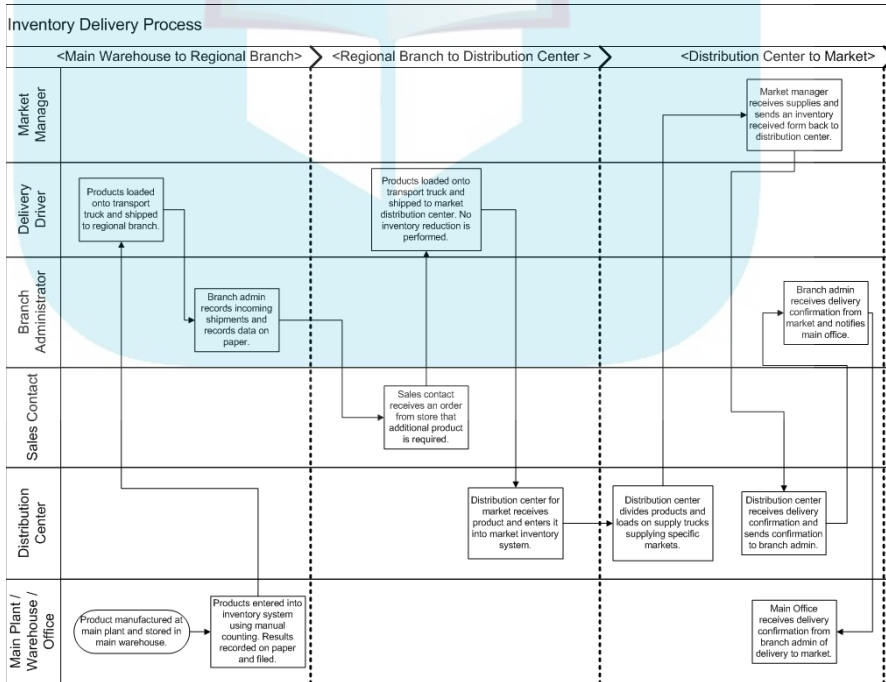 Inventory Delivery Process
<Main Warehouse to Regional Branch>
<Regional Branch to Distribution Center >
<Distribution Center to Market>
Market
Manager
Market manager
receives supplies and
sends an inventory
received form back to
distribution center.
Delivery
Driver
Products loaded
onto transport
truck and shipped
to regional branch.
Products loaded onto
transport truck and
shipped to market
distribution center. No
inventory reduction is
performed.
Branch
Administrator
Branch admin
records incoming
shipments and
records data on
paper.
Branch admin
receives delivery
confirmation from
market and notifies
main office.
Sales Contact
Sales contact
receives an order
from store that
additional product
is required.
Distribution
Center
Distribution center for
market receives
product and enters it
into market inventory
system.
Distribution center
divides products and
loads on supply trucks
supplying specific
markets.
Distribution center
receives delivery
confirmation and
sends confirmation
to branch admin.
Main Plant /
Warehouse /
Office
Product manufactured at
main plant and stored in
main warehouse.
Products entered into
inventory system
using manual
counting. Results
recorded on paper
and filed.
Main Office
receives delivery
confirmation from
branch admin of
delivery to market.